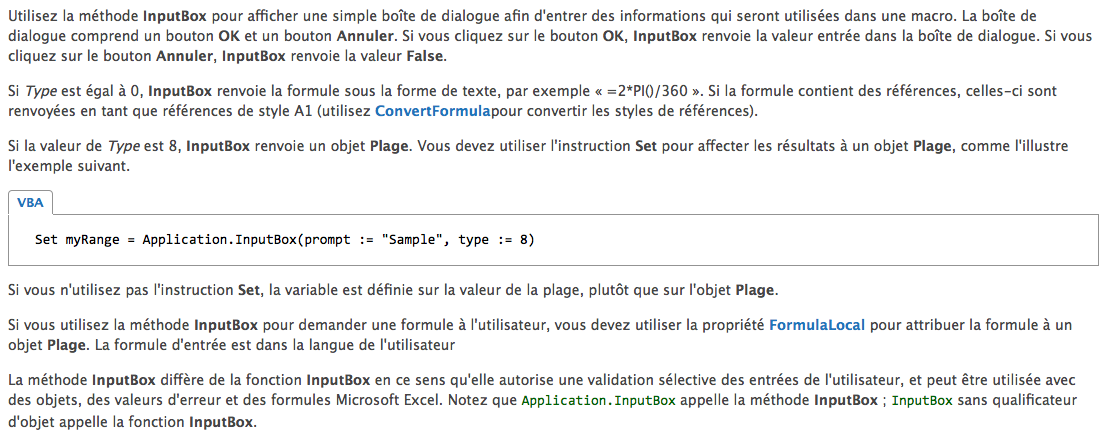 Utilisez la méthode InputBox pour afficher une simple boîte de dialogue afin d'entrer des informations qui seront utilisées dans une macro. La boîte de
dialogue comprend un bouton OK et un bouton Annuler. Si vous cliquez sur le bouton OK, InputBox renvoie la valeur entrée dans la boîte de dialogue. Si vous
cliquez sur le bouton Annuler, InputBox renvoie la valeur False.
Si Type est égal à 0, InputBox renvoie la formule sous la forme de texte, par exemple « =2*PI()/360 ». Si la formule contient des références, celles-ci sont
renvoyées en tant que références de style A1 (utilisez ConvertFormulapour convertir les styles de références).
Si la valeur de Type est 8, InputBox renvoie un objet Plage. Vous devez utiliser l'instruction Set pour affecter les résultats à un objet Plage, comme l'illustre
l'exemple suivant.
VBA
Set myRange = Application.InputBox(prompt := "Sample", type := 8)
Si vous n'utilisez pas l'instruction Set, la variable est définie sur la valeur de la plage, plutôt que sur l'objet Plage.
Si vous utilisez la méthode InputBox pour demander une formule à l'utilisateur, vous devez utiliser la propriété FormulaLocal pour attribuer la formule à un
objet Plage. La formule d'entrée est dans la langue de l'utilisateur
La méthode InputBox diffère de la fonction InputBox en ce sens qu'elle autorise une validation sélective des entrées de l'utilisateur, et peut être utilisée avec
des objets, des valeurs d'erreur et des formules Microsoft Excel. Notez que Application.InputBox appelle la méthode InputBox ; InputBox sans qualificateur
d'objet appelle la fonction InputBox.